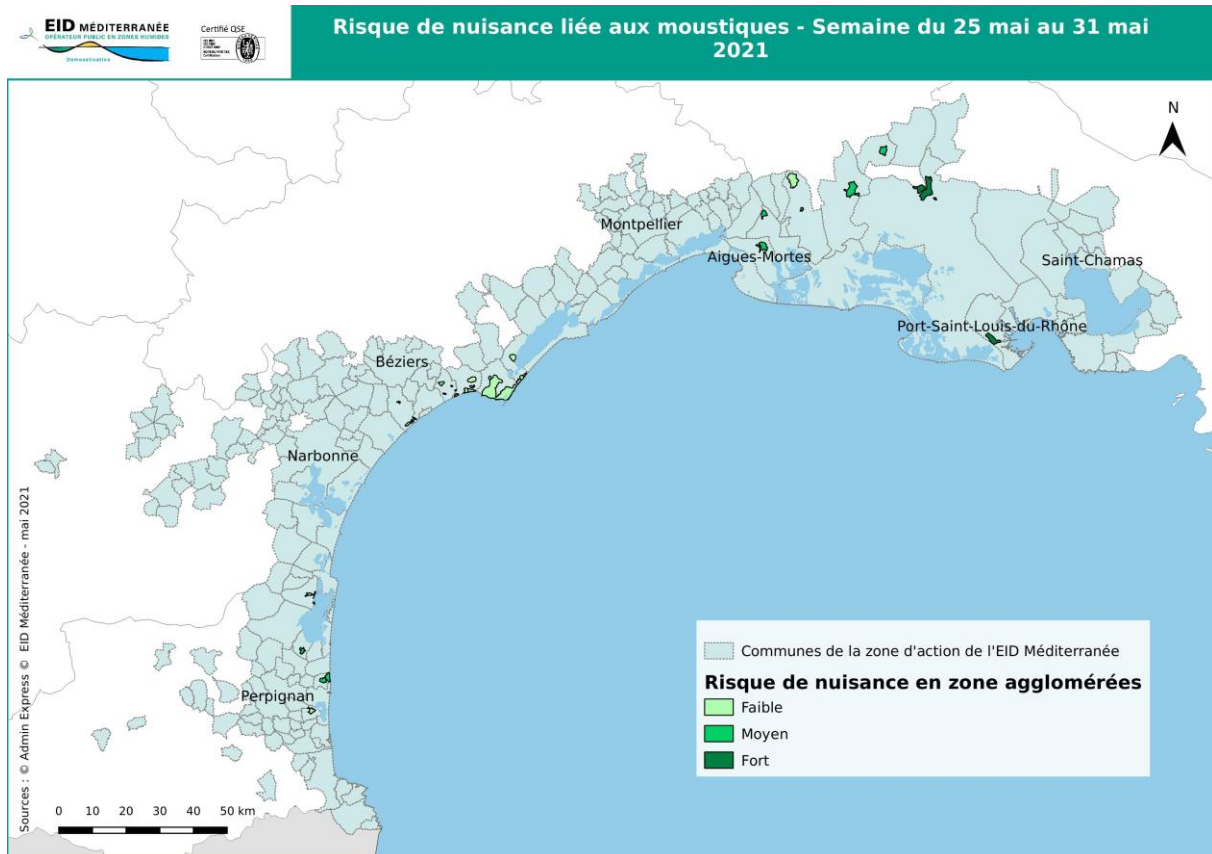 EID MÉDITERRANÉE
OPÉRATEUR PUBLIC EN ZONES HUMIDES
Démoustication
Certifié QSE
Risque de nuisance liée aux moustiques - Semaine du 25 mai au 31 mai
2021
N
Montpellier
Aigues-Mortes
Saint-Chamas
Port-Saint-Louis-du-Rhône
Béziers
Narbonne
Perpignan
Communes de la zone d'action de l'EID Méditerranée
Risque de nuisance en zone agglomérées
Faible
Moyen
Fort
0 10 20 30 40 50 km
Sources : © Admin Express © EID Méditerranée - mai 2021